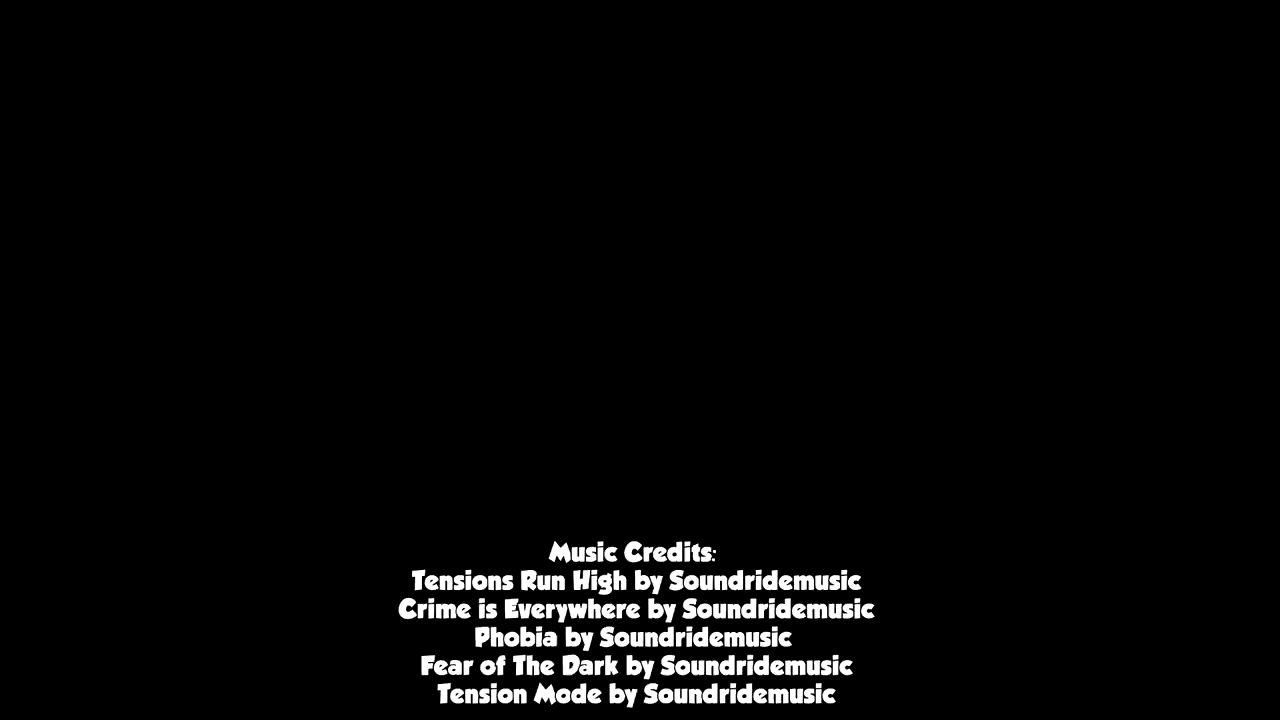 Music Credits:
Tensions Run High by Soundridemusic
Crime is Everywhere by Soundridemusic
Phobia by Soundridemusic
Fear of The Dark by Soundridemusic
Tension Mode by Soundridemusic